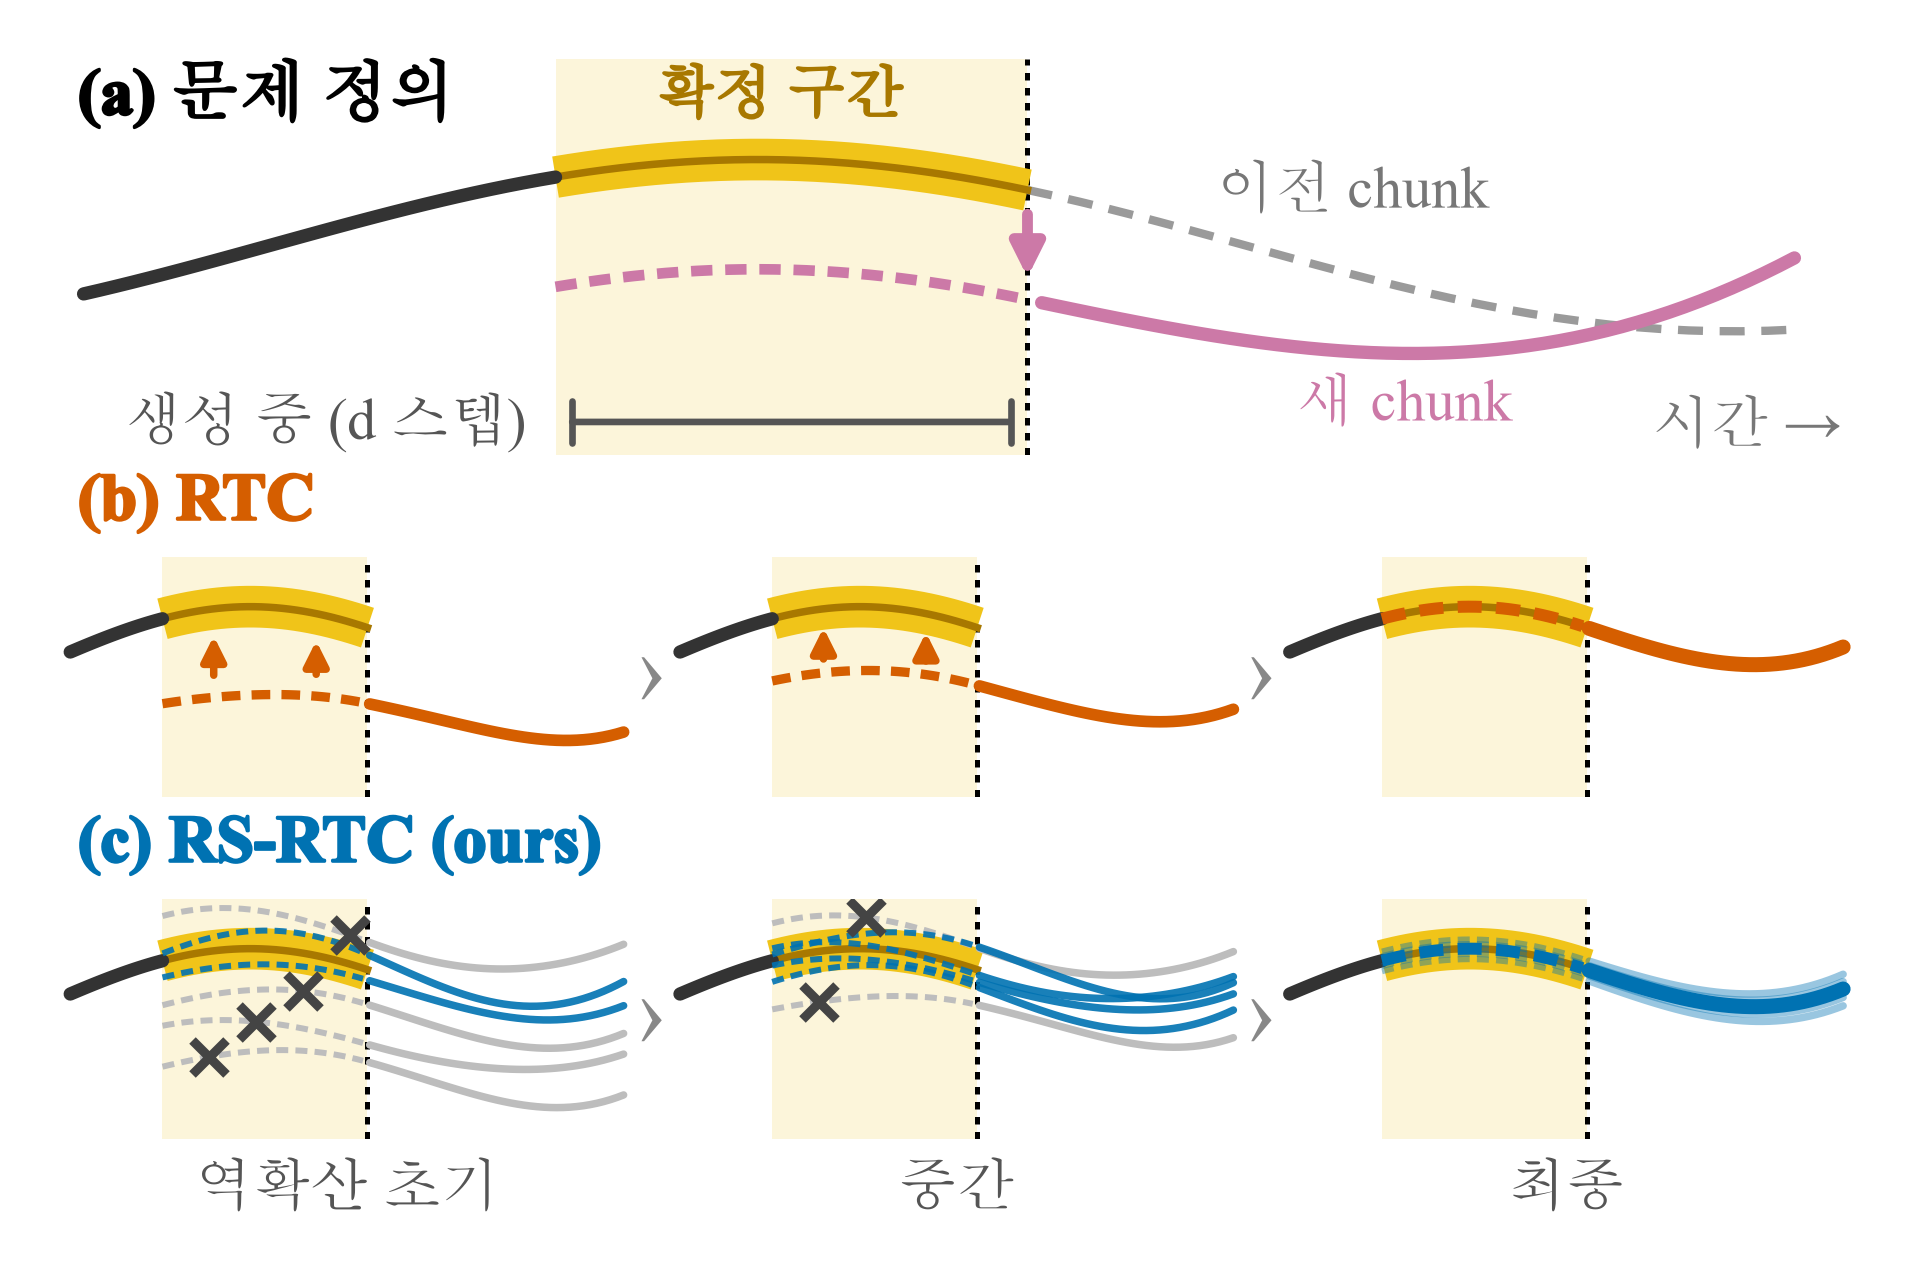 (a) 문제 정의
확정 구간
이전 chunk
새 chunk
생성 중 (d 스텝)
시간 →
(b) RTC
(c) RS-RTC (ours)
역확산 초기
중간
최종